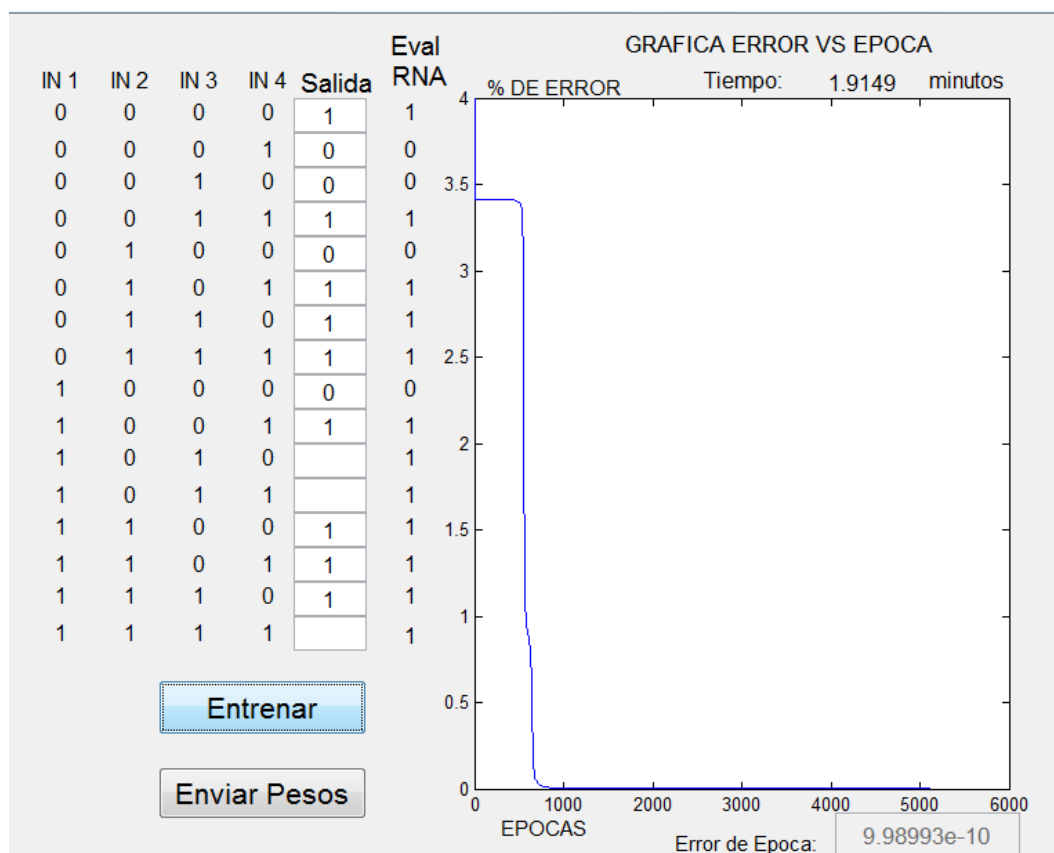 Eval
RNA
IN 1 IN 2 IN 3 IN 4 Salida
0 0 0 0 1 1
0 0 0 1 0 0
0 0 1 0 0 0
0 0 1 1 1 1
0 1 0 0 0 0
0 1 0 1 1 1
0 1 1 0 1 1
0 1 1 1 1 1
1 0 0 0 0 0
1 0 0 1 1 1
1 0 1 0 1
1 0 1 1 1
1 1 0 0 1 1
1 1 0 1 1 1
1 1 1 0 1 1
1 1 1 1 1
Entrenar
Enviar Pesos
GRAFICA ERROR VS EPOCA
% DE ERROR Tiempo: 1.9149 minutos
4
3.5
3
2.5
2
1.5
1
0.5
0
0 1000 2000 3000 4000 5000 6000
EPOCAS
Error de Epoca: 9.98993e-10